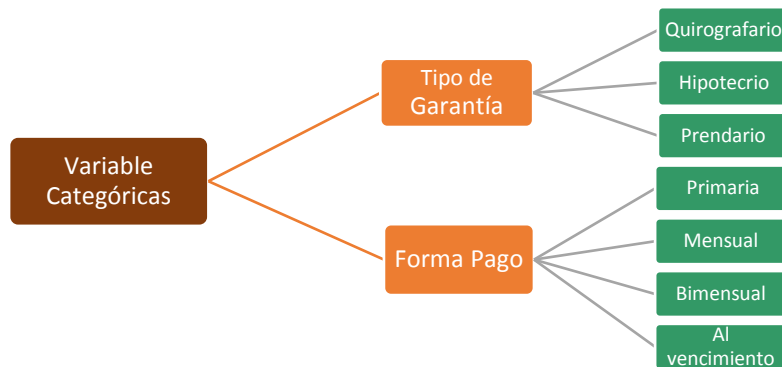 Variable
Categóricas
Tipo de
Garantía
Quirografario
Hipotecrio
Prendario
Forma Pago
Primaria
Mensual
Bimensual
Al
vencimiento